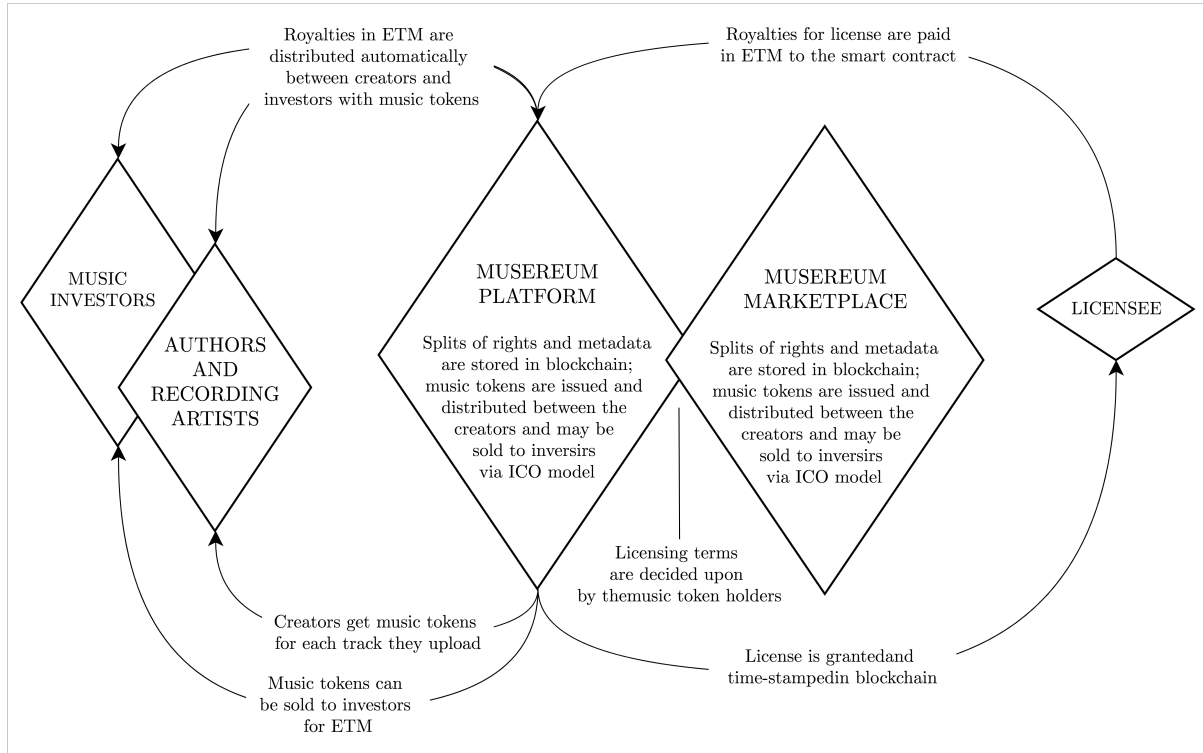 Royalties in ETM are
distributed automatically
between creators and
investors with music tokens
Royalties for license are paid
in ETM to the smart contract
MUSIC
INVESTORS
AUTHORS
AND
RECORDING
ARTISTS
MUSEREUM
PLATFORM
Splits of rights and metadata
are stored in blockchain;
music tokens are issued and
distributed between the
creators and may be
sold to inversirs
via ICO model
MUSEREUM
MARKETPLACE
Splits of rights and metadata
are stored in blockchain;
music tokens are issued and
distributed between the
creators and may be
sold to inversirs
via ICO model
LICENSEE
Licensing terms
are decided upon
by themusic token holders
Creators get music tokens
for each track they upload
Music tokens can
be sold to investors
for ETM
License is grantedand
time-stampedin blockchain